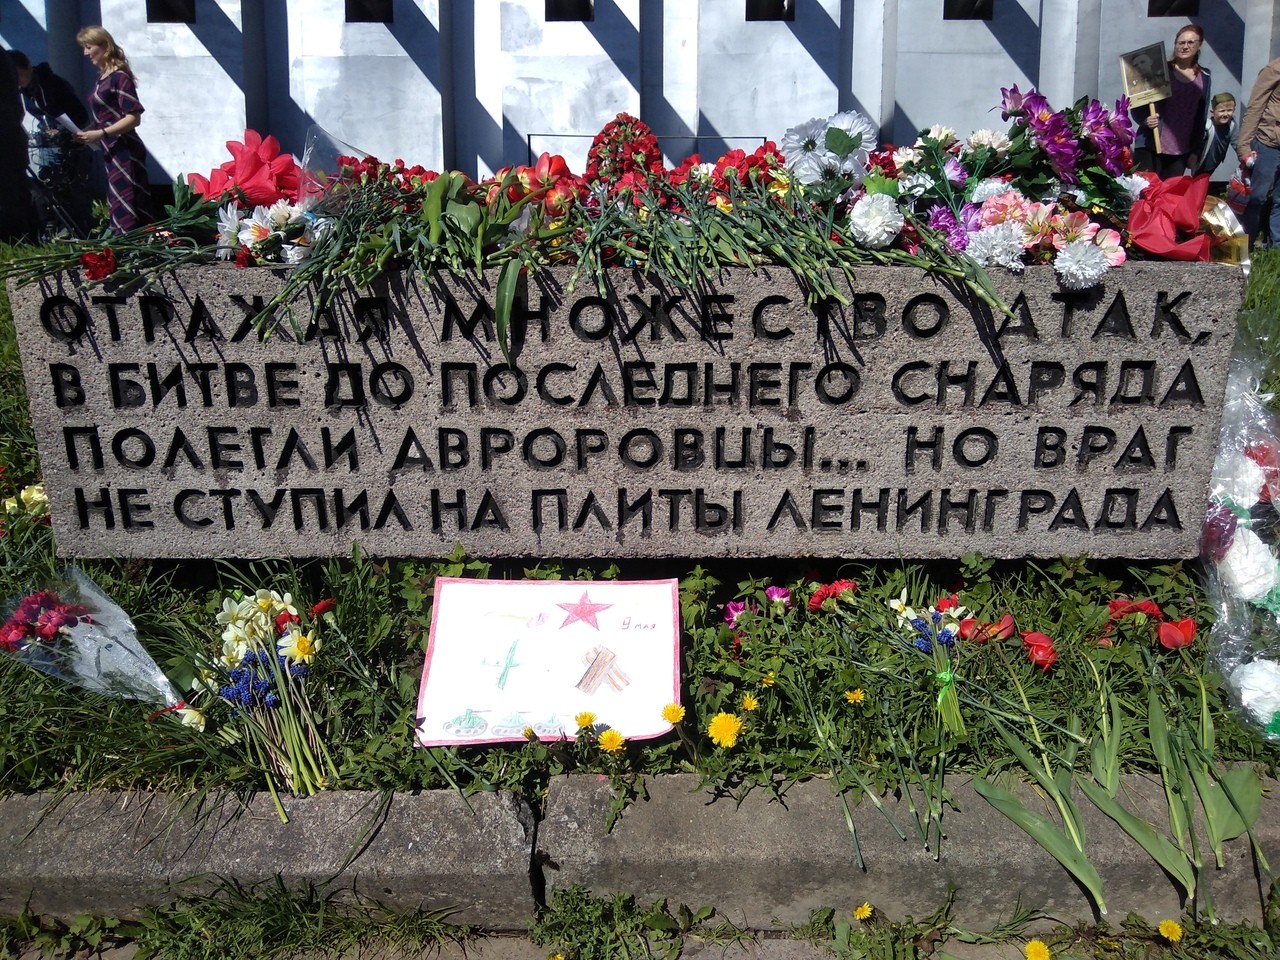 ОТРАЖАЯ МНОЖЕСТВО АТАК,
В БИТВЕ ДО ПОСЛЕДНЕГО СНАРЯДА
ПОЛЕГЛИ АВРОРОВЦЫ... НО ВРАГ
НЕ СТУПИЛ НА ПЛИТЫ ЛЕНИНГРАДА
9 мая